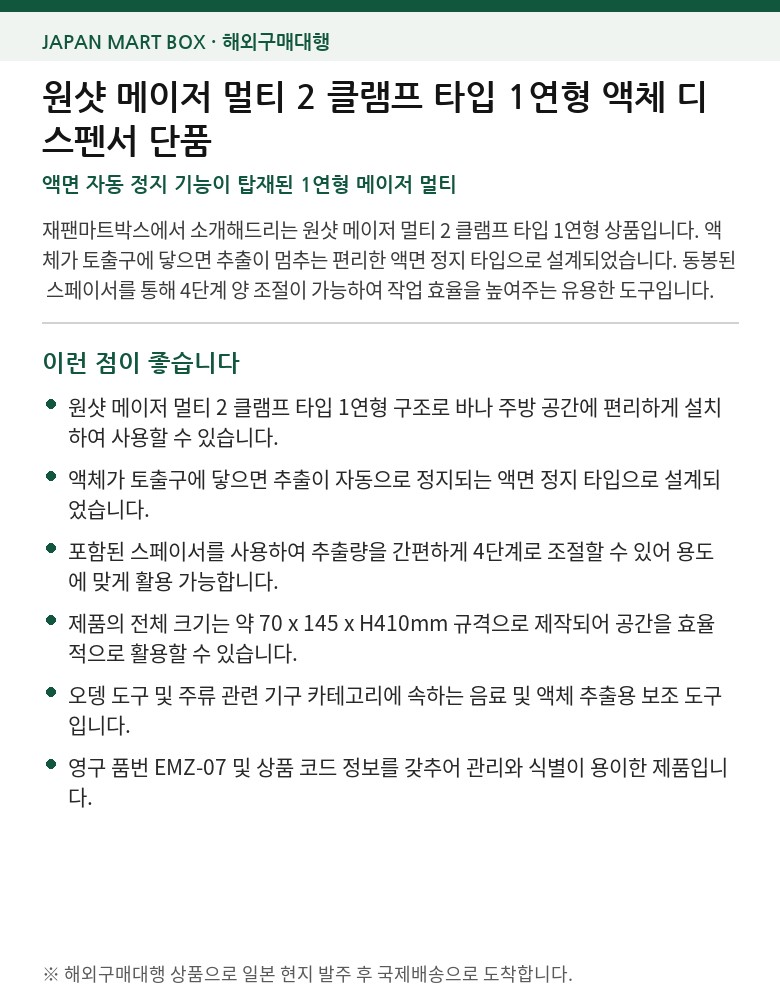 JAPAN MART BOX · 해외구매대행
원샷 메이저 멀티 2 클램프 타입 1연형 액체 디
스펜서 단품
액면 자동 정지 기능이 탑재된 1연형 메이저 멀티
재팬마트박스에서 소개해드리는 원샷 메이저 멀티 2 클램프 타입 1연형 상품입니다. 액
체가 토출구에 닿으면 추출이 멈추는 편리한 액면 정지 타입으로 설계되었습니다. 동봉된
스페이서를 통해 4단계 양 조절이 가능하여 작업 효율을 높여주는 유용한 도구입니다.
이런 점이 좋습니다
● 원샷 메이저 멀티 2 클램프 타입 1연형 구조로 바나 주방 공간에 편리하게 설치
하여 사용할 수 있습니다.
● 액체가 토출구에 닿으면 추출이 자동으로 정지되는 액면 정지 타입으로 설계되
었습니다.
● 포함된 스페이서를 사용하여 추출량을 간편하게 4단계로 조절할 수 있어 용도
에 맞게 활용 가능합니다.
● 제품의 전체 크기는 약 70 x 145 x H410mm 규격으로 제작되어 공간을 효율
적으로 활용할 수 있습니다.
● 오뎅 도구 및 주류 관련 기구 카테고리에 속하는 음료 및 액체 추출용 보조 도구
입니다.
● 영구 품번 EMZ-07 및 상품 코드 정보를 갖추어 관리와 식별이 용이한 제품입니
다.
※ 해외구매대행 상품으로 일본 현지 발주 후 국제배송으로 도착합니다.